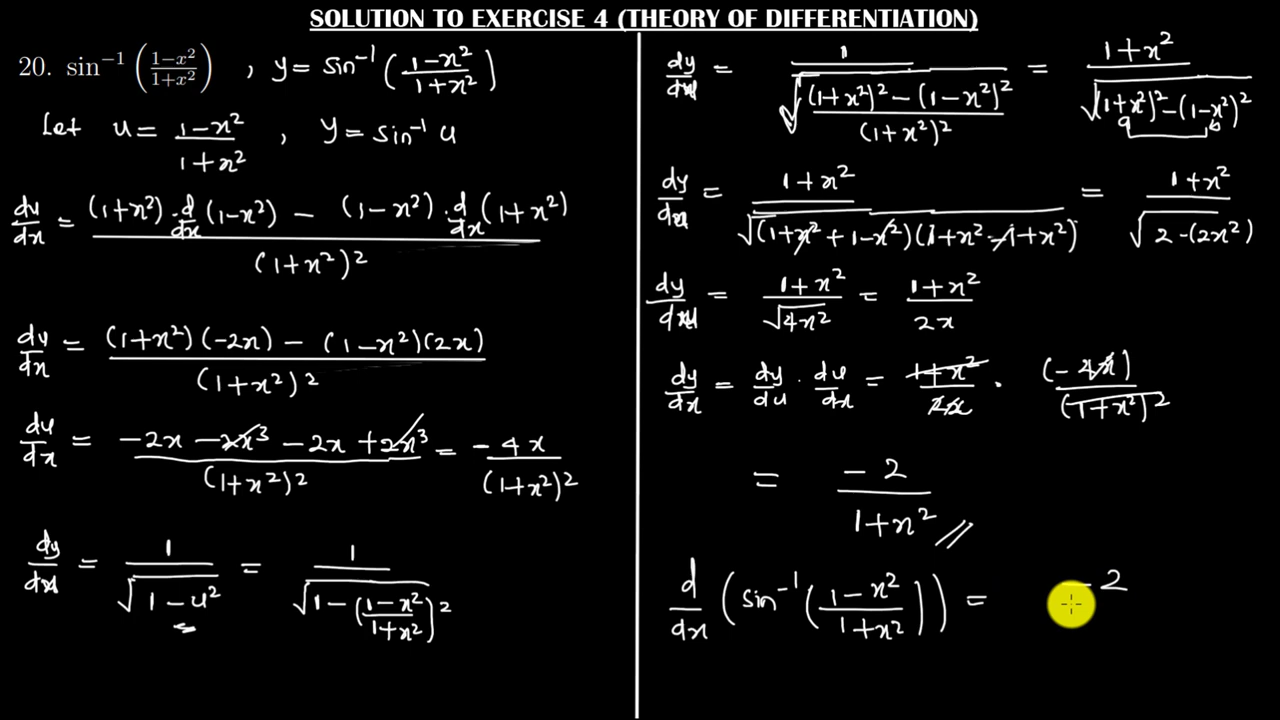 SOLUTION TO EXERCISE 4 (THEORY OF DIFFERENTIATION)
20. sin⁻¹ ((1−x²)/(1+x²)) , y = sin⁻¹ ((1−x²)/(1+x²))
Let u = (1−x²)/(1+x²) , y = sin⁻¹ u
du/dx = ((1+x²) · d/dx (1−x²) − (1−x²) · d/dx (1+x²))/(1+x²)²
du/dx = ((1+x²)(−2x) − (1−x²)(2x))/(1+x²)²
du/dx = (−2x − 2x³ − 2x + 2x³)/(1+x²)² = −4x/(1+x²)²
dy/du = 1/√(1−u²) = 1/√(1−((1−x²)/(1+x²))²)
dy/du = 1/√(((1+x²)² − (1−x²)²)/(1+x²)²) = (1+x²)/√((1+x²)² − (1−x²)²)
a b
dy/du = (1+x²)/√((1+x²+1−x²)(1+x²−1+x²)) = (1+x²)/√(2·(2x²))
dy/du = (1+x²)/√(4x²) = (1+x²)/2x
dy/dx = dy/du · du/dx = (1+x²)/2x · (−4x)/(1+x²)²
= −2/(1+x²) //
d/dx (sin⁻¹ ((1−x²)/(1+x²))) = −2